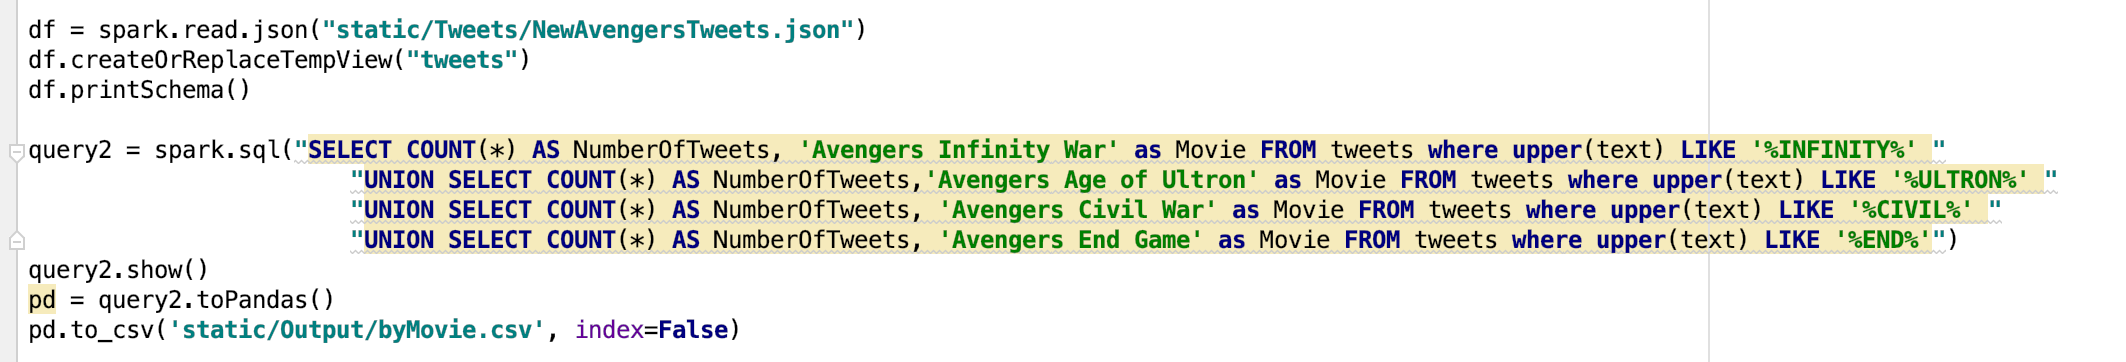 df = spark.read.json("static/Tweets/NewAvengersTweets.json")
df.createOrReplaceTempView("tweets")
df.printSchema()
query2 = spark.sql("SELECT COUNT(*) AS NumberOfTweets, 'Avengers Infinity War' as Movie FROM tweets where upper(text) LIKE '%INFINITY%' "
"UNION SELECT COUNT(*) AS NumberOfTweets,'Avengers Age of Ultron' as Movie FROM tweets where upper(text) LIKE '%ULTRON%' "
"UNION SELECT COUNT(*) AS NumberOfTweets, 'Avengers Civil War' as Movie FROM tweets where upper(text) LIKE '%CIVIL%' "
"UNION SELECT COUNT(*) AS NumberOfTweets, 'Avengers End Game' as Movie FROM tweets where upper(text) LIKE '%END%'")
query2.show()
pd = query2.toPandas()
pd.to_csv('static/Output/byMovie.csv', index=False)